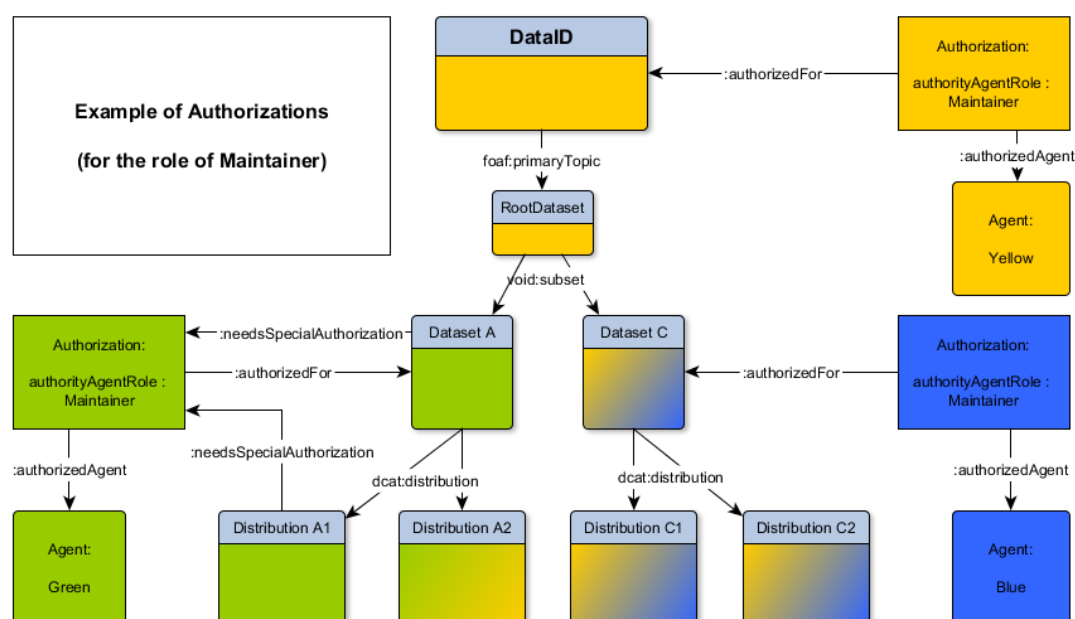 Example of Authorizations
(for the role of Maintainer)
DataID
:authorizedFor
Authorization:
authorityAgentRole :
Maintainer
foaf:primaryTopic
:authorizedAgent
RootDataset
Agent:
Yellow
void:subset
Authorization:
authorityAgentRole :
Maintainer
:needsSpecialAuthorization
Dataset A
Dataset C
:authorizedFor
:authorizedFor
Authorization:
authorityAgentRole :
Maintainer
:needsSpecialAuthorization
:authorizedAgent
dcat:distribution
dcat:distribution
:authorizedAgent
Agent:
Green
Distribution A1
Distribution A2
Distribution C1
Distribution C2
Agent:
Blue